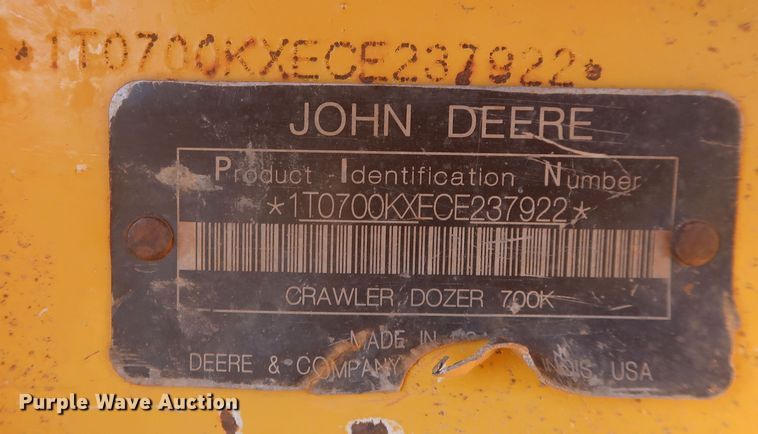 *1T0700KXECE237922*
JOHN DEERE
Product Identification Number
*1T0700KXECE237922*
CRAWLER DOZER 700K
MADE IN
DEERE & COMPANY USA
Purple Wave Auction